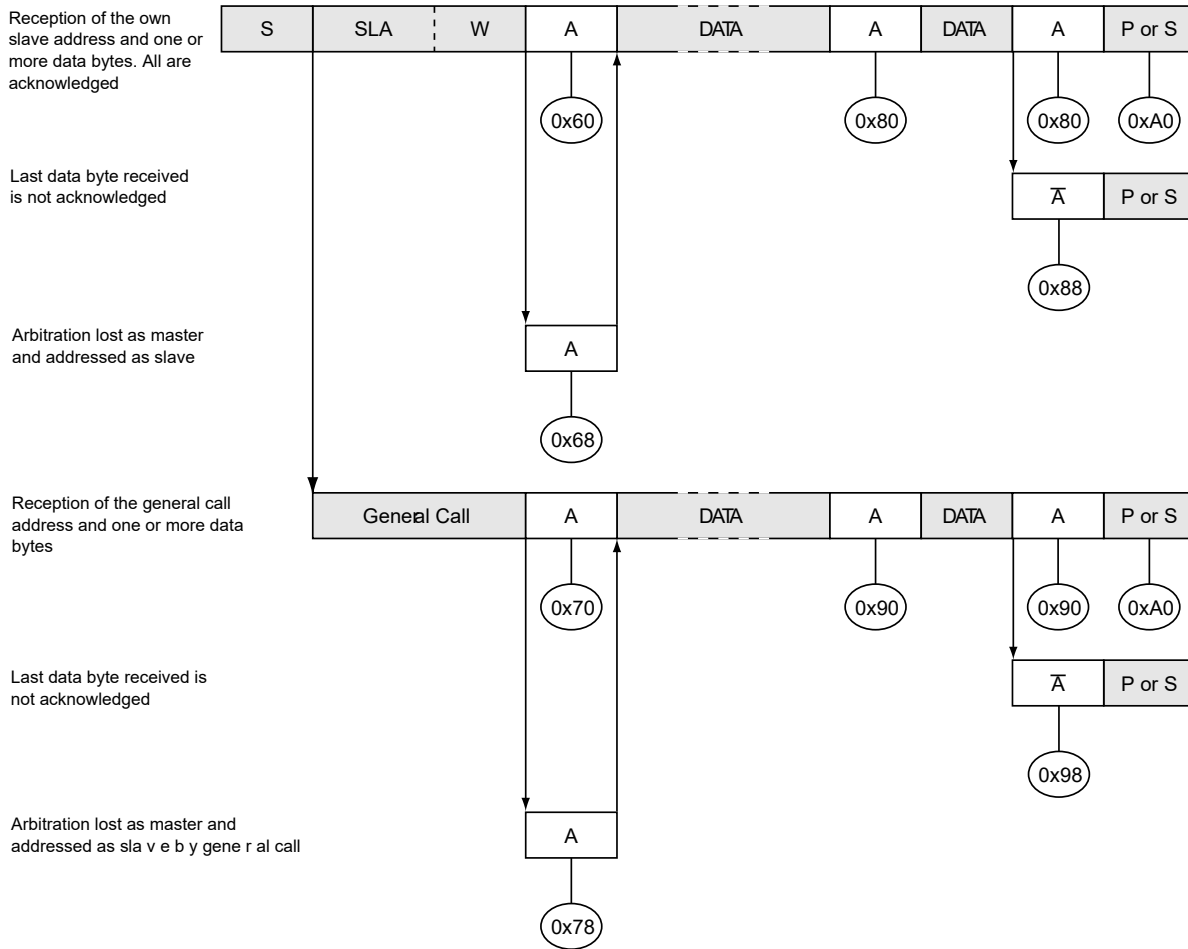 Reception of the own
slave address and one or
more data bytes. All are
acknowledged
S SLA W A DATA A DATA A P or S
0x60 0x80 0x80 0xA0
Last data byte received
is not acknowledged
A̅ P or S
0x88
Arbitration lost as master
and addressed as slave
A
0x68
Reception of the general call
address and one or more data
bytes
General Call A DATA A DATA A P or S
0x70 0x90 0x90 0xA0
Last data byte received is
not acknowledged
A̅ P or S
0x98
Arbitration lost as master and
addressed as sla v e b y gene r al call
A
0x78